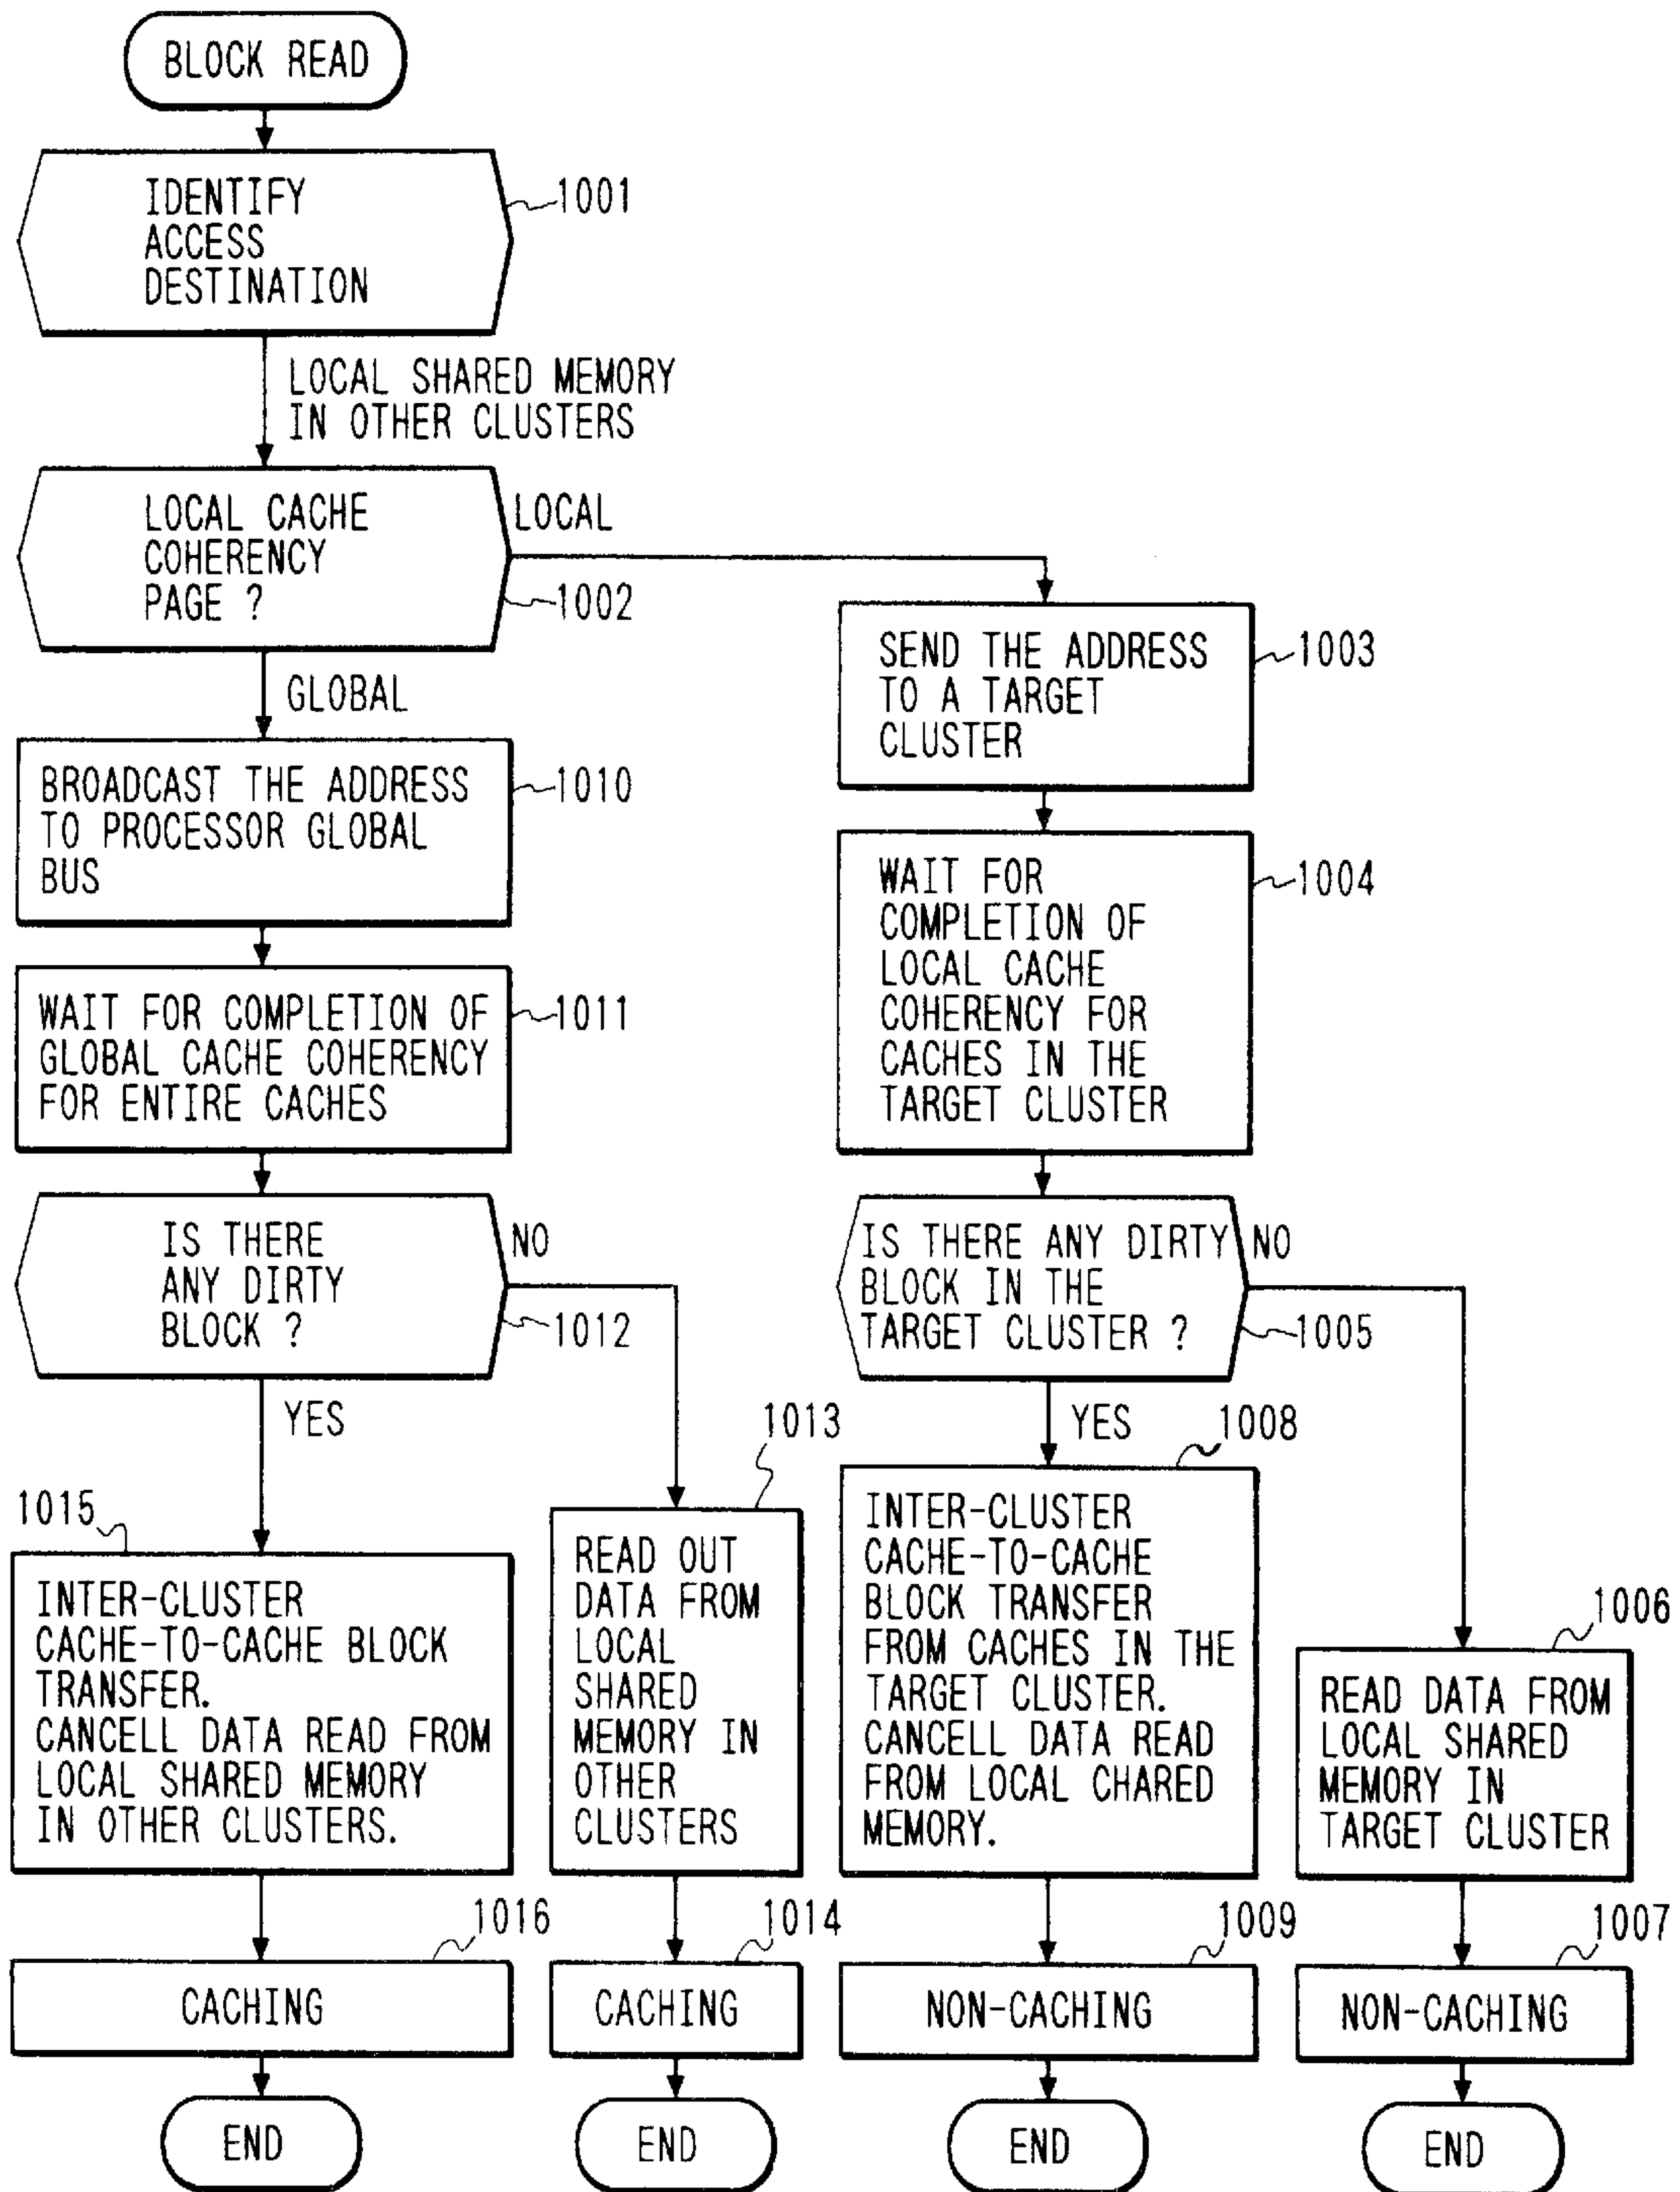 BLOCK READ
IDENTIFY
ACCESS
DESTINATION
1001
LOCAL SHARED MEMORY
IN OTHER CLUSTERS
LOCAL CACHE
COHERENCY
PAGE ?
LOCAL
1002
GLOBAL
SEND THE ADDRESS
TO A TARGET
CLUSTER
1003
BROADCAST THE ADDRESS
TO PROCESSOR GLOBAL
BUS
1010
WAIT FOR
COMPLETION OF
LOCAL CACHE
COHERENCY FOR
CACHES IN THE
TARGET CLUSTER
1004
WAIT FOR COMPLETION OF
GLOBAL CACHE COHERENCY
FOR ENTIRE CACHES
1011
IS THERE
ANY DIRTY
BLOCK ?
NO
1012
YES
IS THERE ANY DIRTY
BLOCK IN THE
TARGET CLUSTER ?
NO
1005
YES
1015
INTER-CLUSTER
CACHE-TO-CACHE BLOCK
TRANSFER.
CANCELL DATA READ FROM
LOCAL SHARED MEMORY
IN OTHER CLUSTERS.
1013
READ OUT
DATA FROM
LOCAL
SHARED
MEMORY IN
OTHER
CLUSTERS
1008
INTER-CLUSTER
CACHE-TO-CACHE
BLOCK TRANSFER
FROM CACHES IN THE
TARGET CLUSTER.
CANCELL DATA READ
FROM LOCAL CHARED
MEMORY.
1006
READ DATA FROM
LOCAL SHARED
MEMORY IN
TARGET CLUSTER
1016
CACHING
1014
CACHING
1009
NON-CACHING
1007
NON-CACHING
END
END
END
END